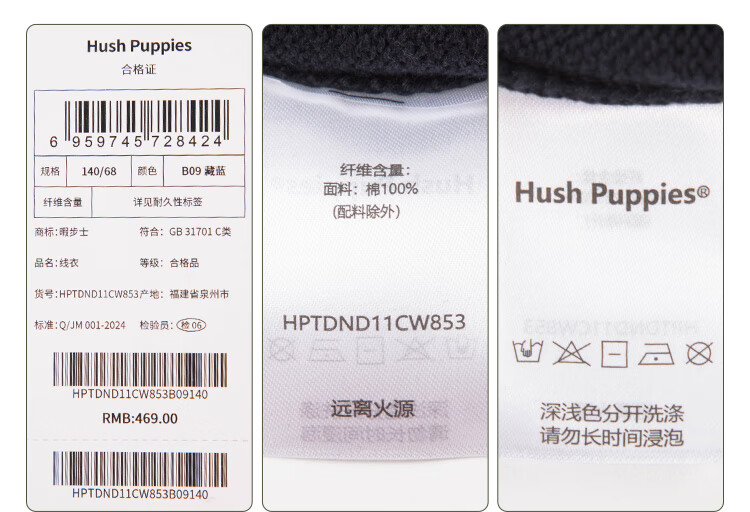 Hush Puppies
合格证
6 959745 728424
规格 140/68 颜色 B09 藏蓝
纤维含量 详见耐久性标签
商标:暇步士 符合: GB 31701 C类
品名:线衣 等级: 合格品
货号:HPTDND11CW853 产地: 福建省泉州市
标准:Q/JM 001-2024 检验员: 检 06
HPTDND11CW853B09140
RMB:469.00
HPTDND11CW853B09140
纤维含量:
面料: 棉100%
(配料除外)
HPTDND11CW853
远离火源
Hush Puppies®
深浅色分开洗涤
请勿长时间浸泡